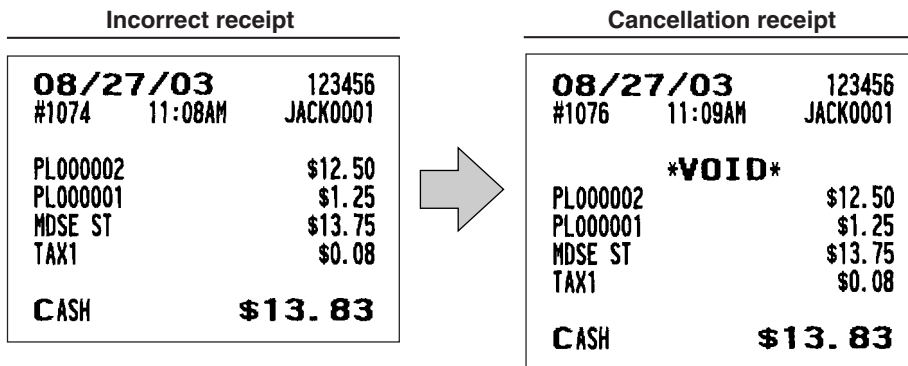 Incorrect receipt
08/27/03 123456
#1074 11:08AM JACK0001
PL000002 $12.50
PL000001 $1.25
MDSE ST $13.75
TAX1 $0.08
CASH $13.83
Cancellation receipt
08/27/03 123456
#1076 11:09AM JACK0001
*VOID*
PL000002 $12.50
PL000001 $1.25
MDSE ST $13.75
TAX1 $0.08
CASH $13.83